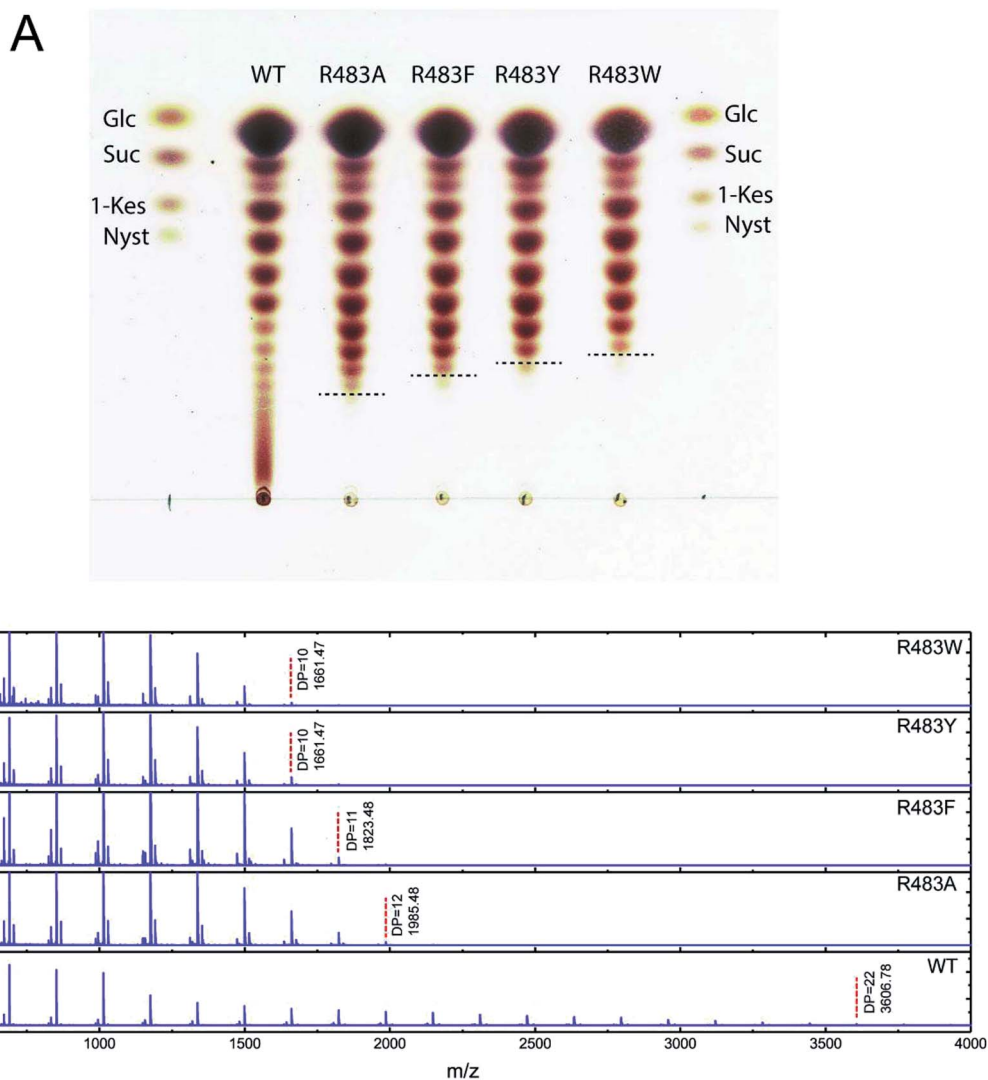 A
WT R483A R483F R483Y R483W
Glc Glc
Suc Suc
1-Kes 1-Kes
Nyst Nyst
R483W
DP=10
1661.47
R483Y
DP=10
1661.47
R483F
DP=11
1823.48
R483A
DP=12
1985.48
WT
DP=22
3606.78
1000 1500 2000 2500 3000 3500 4000
m/z